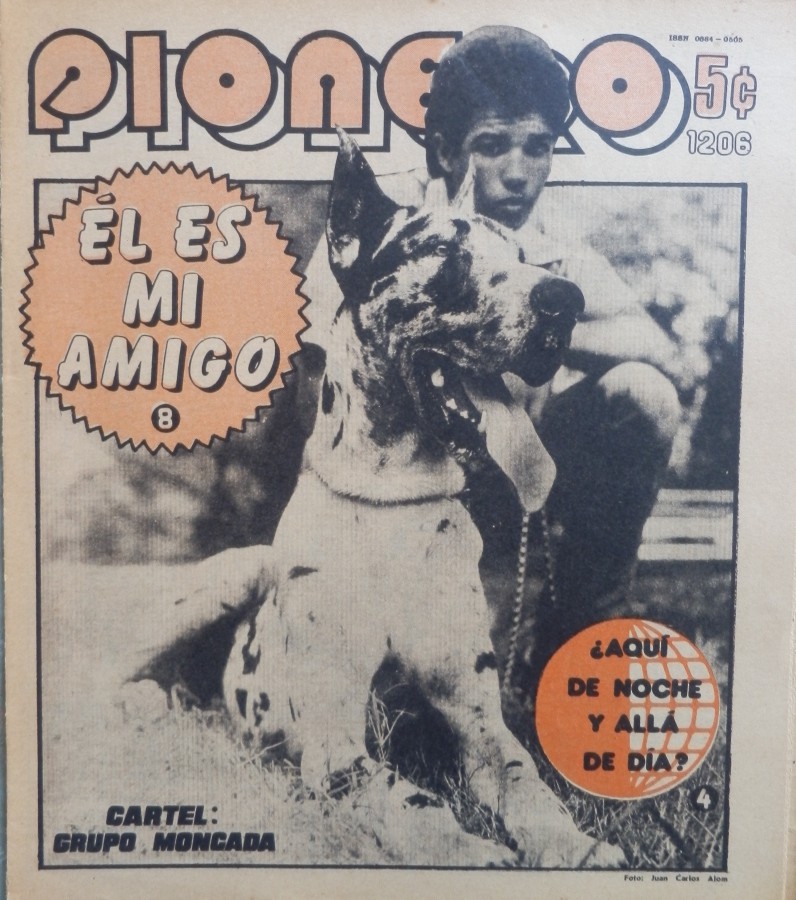 PIONERO
ISSN 0864-0505
5¢
1206
ÉL ES
MI
AMIGO
8
¿AQUÍ
DE NOCHE
Y ALLÁ
DE DÍA?
4
CARTEL:
GRUPO MONCADA
Foto: Juan Carlos Alom